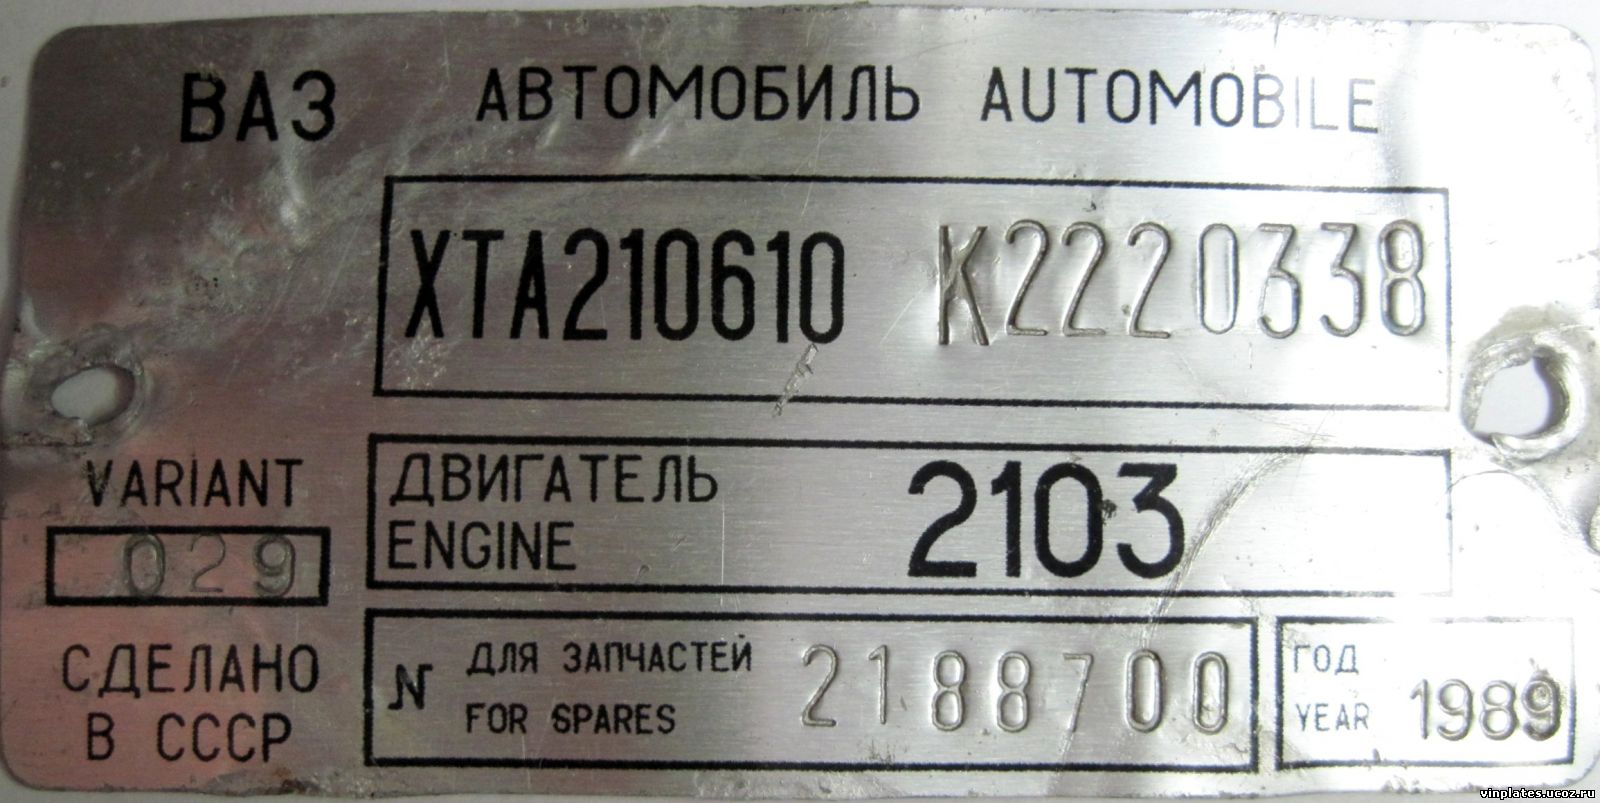 ВАЗ АВТОМОБИЛЬ AUTOMOBILE
XTA210610 K2220338
VARIANT
029
ДВИГАТЕЛЬ 2103
ENGINE
СДЕЛАНО
В СССР
N ДЛЯ ЗАПЧАСТЕЙ 2188700
FOR SPARES
ГОД
YEAR 1989
vinplates.ucoz.ru